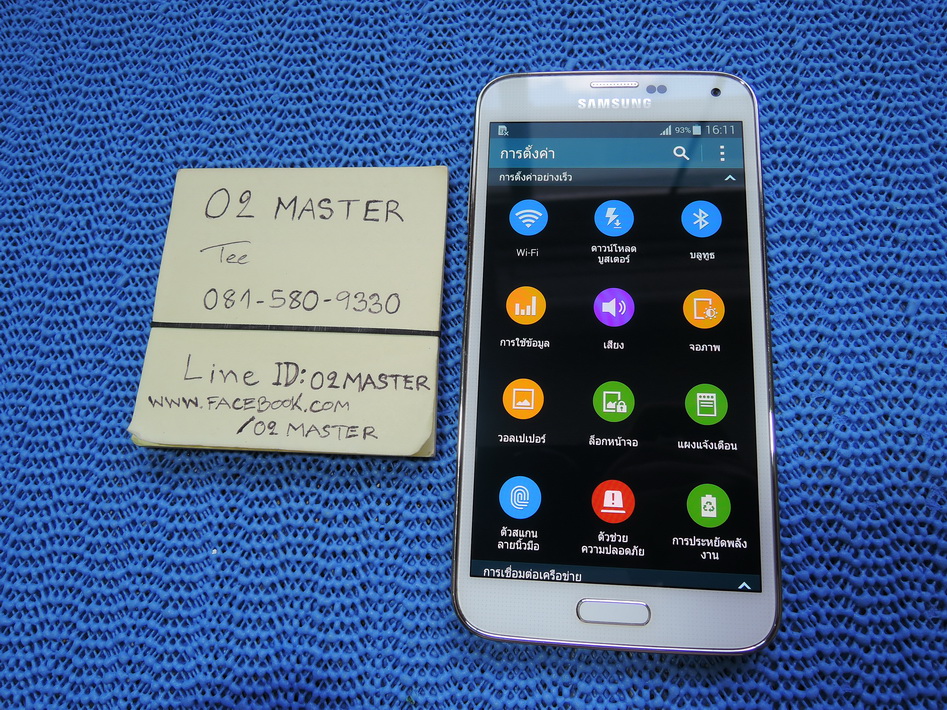 O2 MASTER
Tee
081-580-9330
Line ID: O2MASTER
WWW.FACEBOOK.COM
/O2 MASTER
SAMSUNG
93% 16:11
การตั้งค่า
การตั้งค่าอย่างเร็ว
Wi-Fi
ดาวน์โหลด
บูสเตอร์
บลูทูธ
การใช้ข้อมูล
เสียง
จอภาพ
วอลเปเปอร์
ล็อกหน้าจอ
แผงแจ้งเตือน
ตัวสแกน
ลายนิ้วมือ
ตัวช่วย
ความปลอดภัย
การประหยัดพลัง
งาน
การเชื่อมต่อเครือข่าย